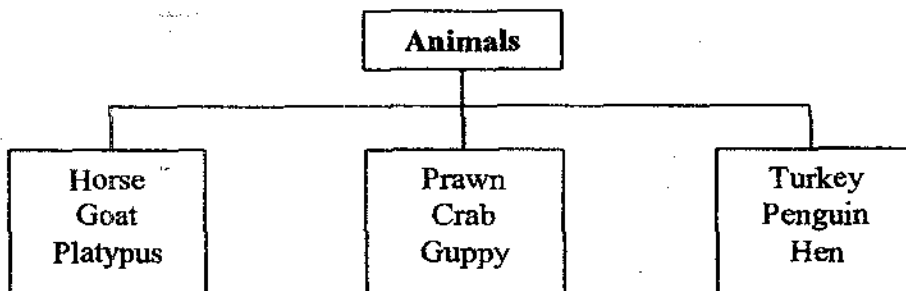 Animals
Horse
Goat
Platypus
Prawn
Crab
Guppy
Turkey
Penguin
Hen